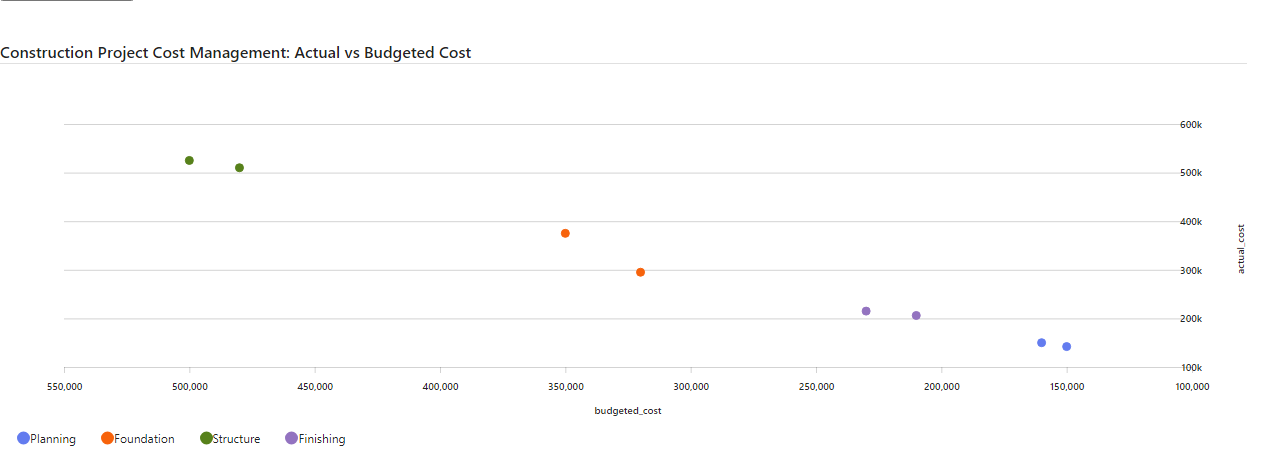 Construction Project Cost Management: Actual vs Budgeted Cost
600k
500k
400k
300k
200k
100k
actual_cost
550,000 500,000 450,000 400,000 350,000 300,000 250,000 200,000 150,000 100,000
budgeted_cost
Planning Foundation Structure Finishing